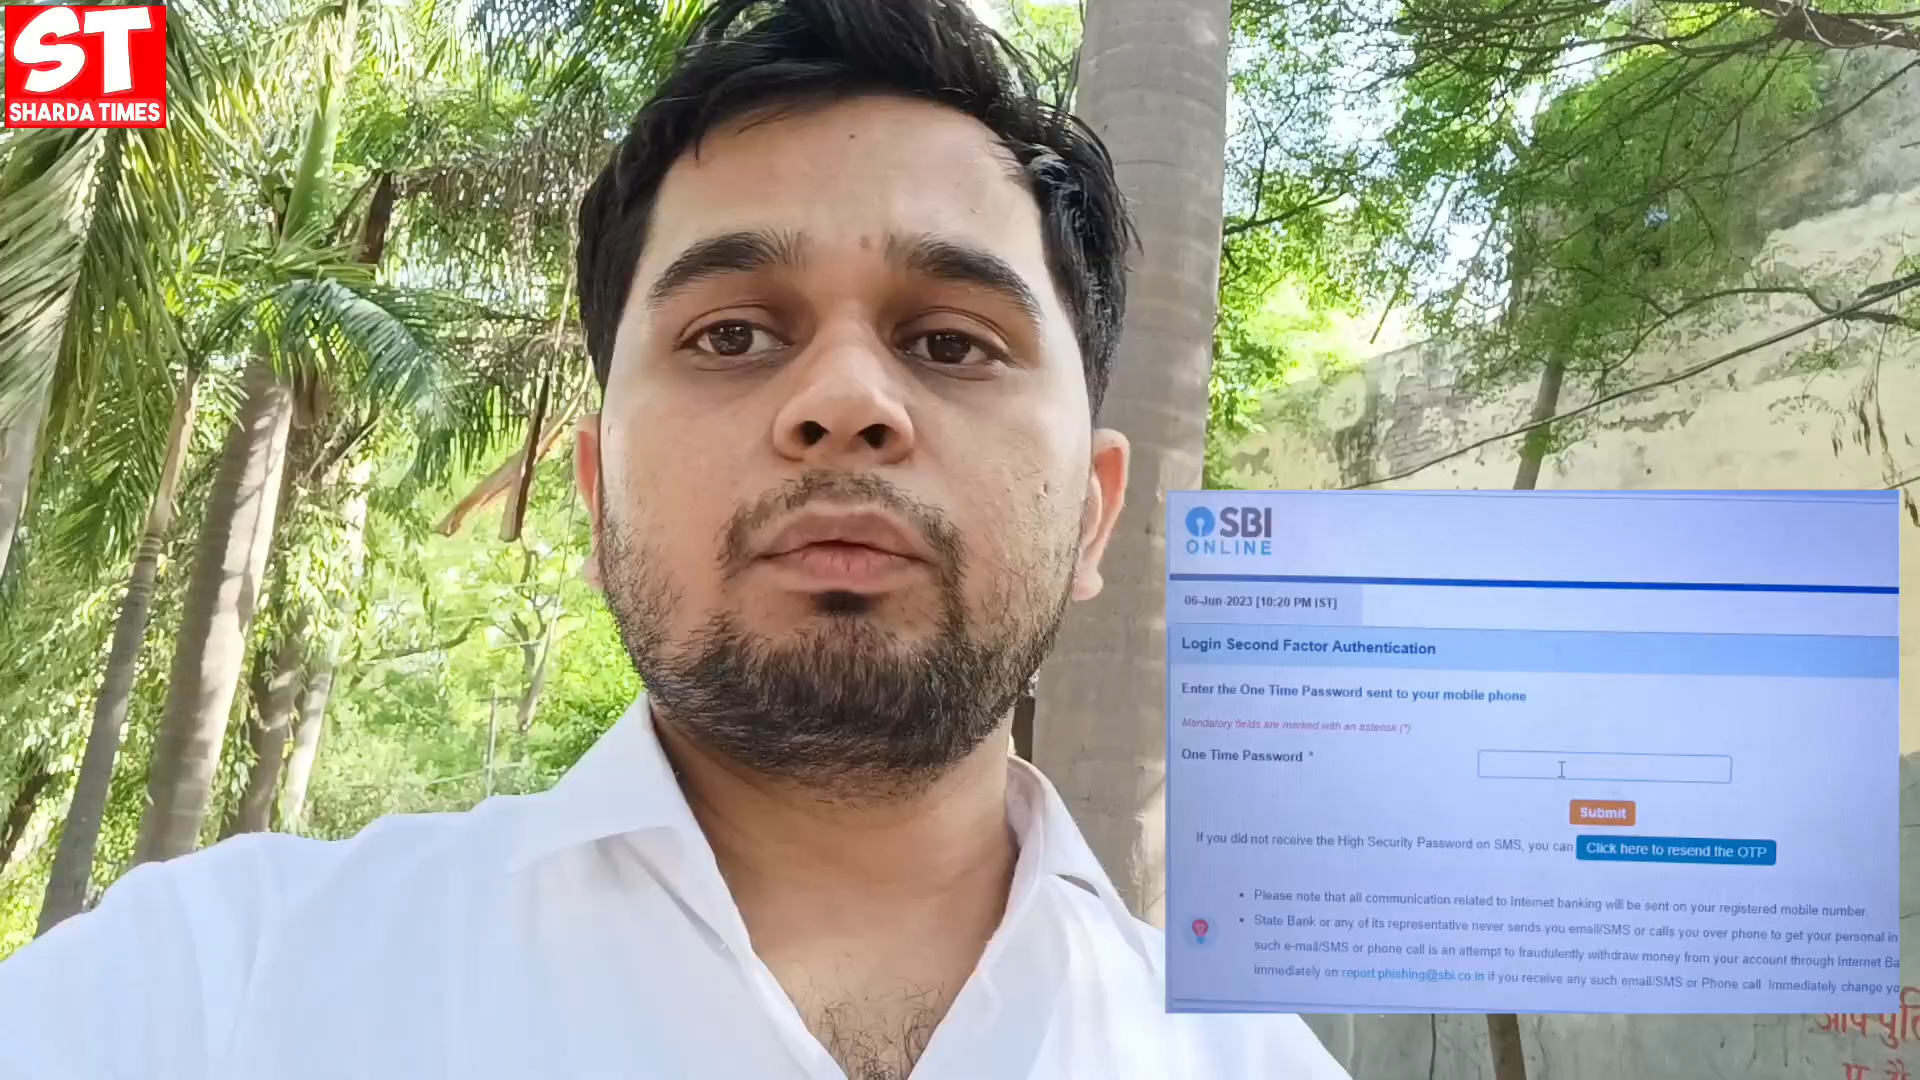 ST
SHARDA TIMES
SBI
ONLINE
06-Jun-2023 [10:20 PM IST]
Login Second Factor Authentication
Enter the One Time Password sent to your mobile phone
Mandatory fields are marked with an asterisk (*)
One Time Password *
Submit
If you did not receive the High Security Password on SMS, you can Click here to resend the OTP
• Please note that all communication related to Internet banking will be sent on your registered mobile number.
• State Bank or any of its representative never sends you email/SMS or calls you over phone to get your personal in
such e-mail/SMS or phone call is an attempt to fraudulently withdraw money from your account through Internet Ba
immediately on report.phishing@sbi.co.in if you receive any such email/SMS or Phone call. Immediately change yo